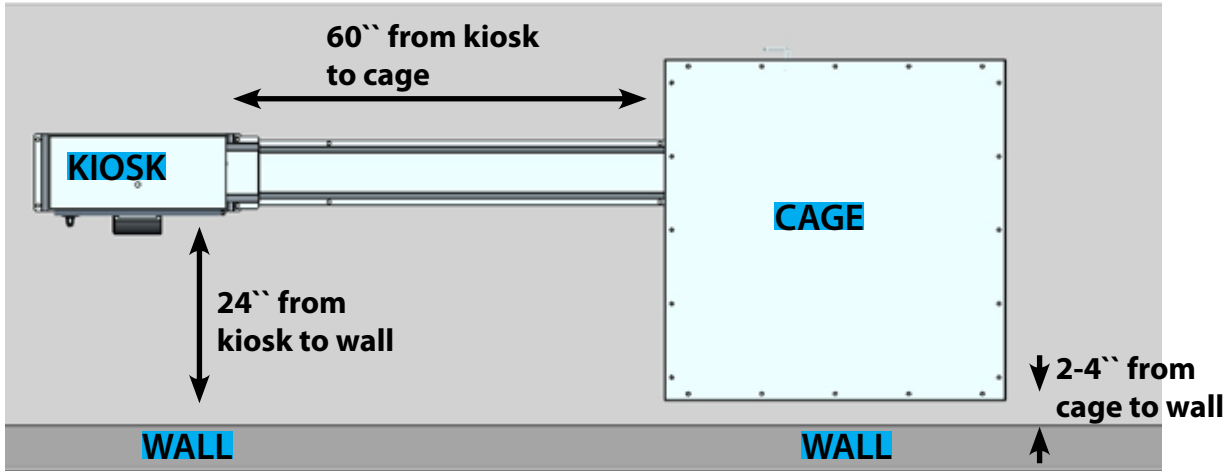 60`` from kiosk
to cage
KIOSK
CAGE
24`` from
kiosk to wall
2-4`` from
cage to wall
WALL
WALL